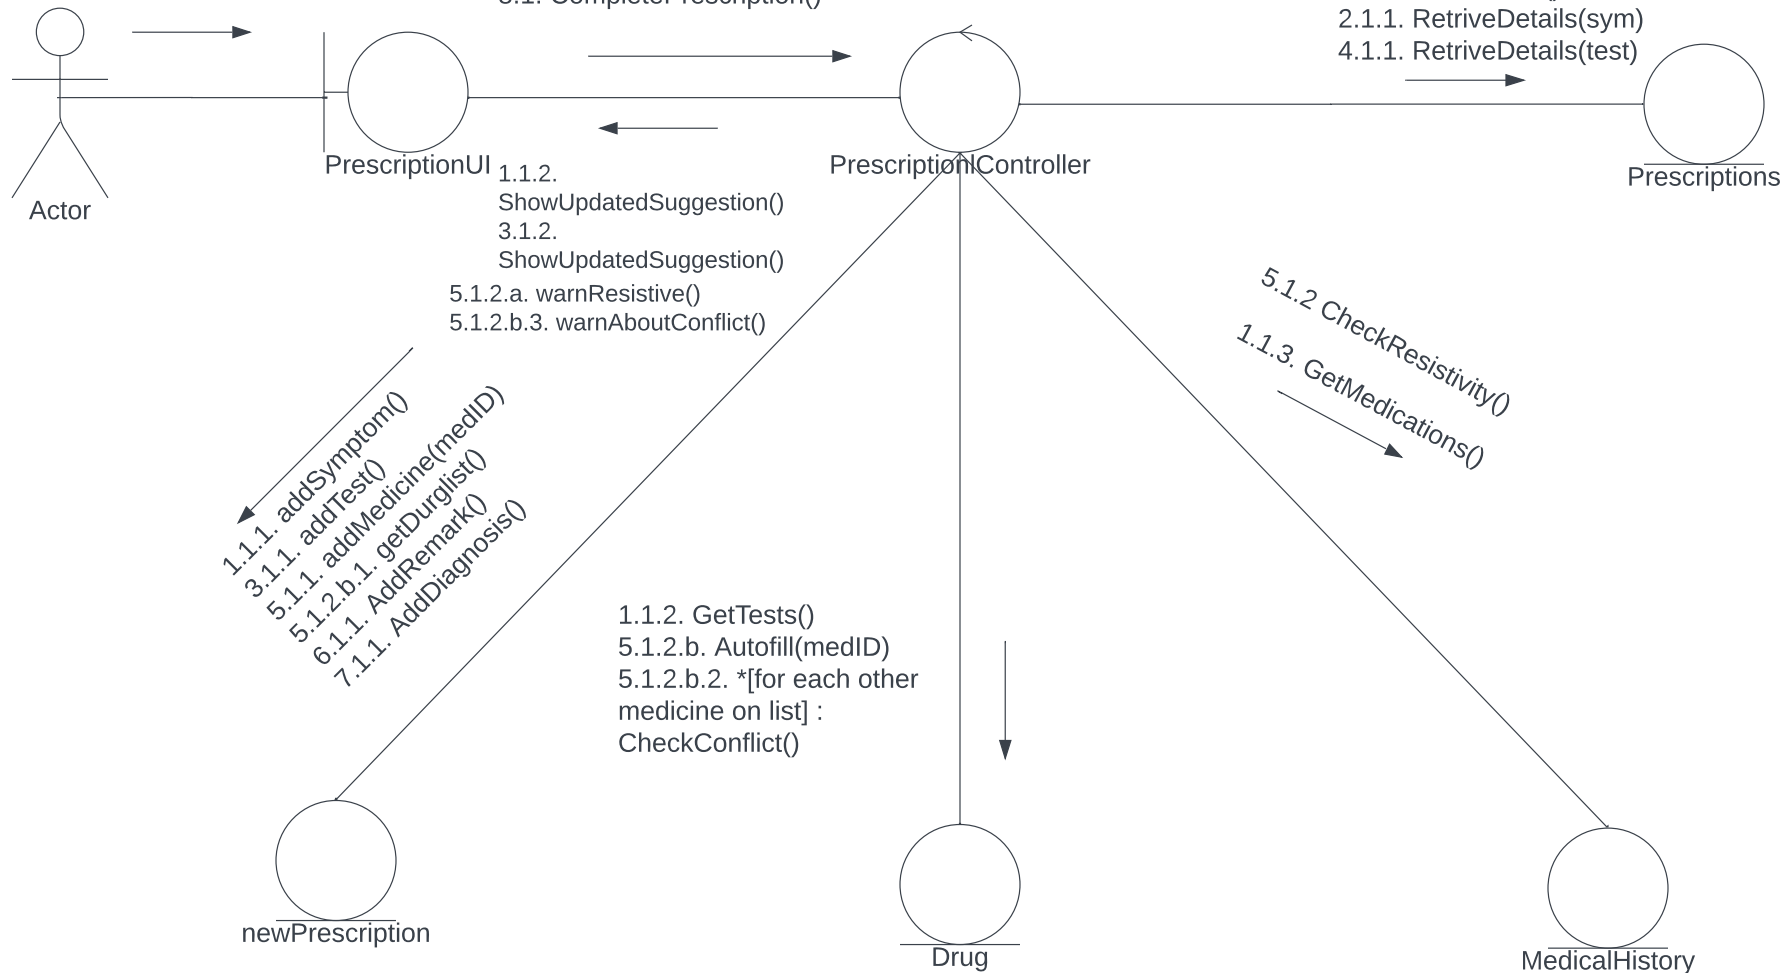 8.1. CompletePrescription()
2.1.1. RetriveDetails(sym)
4.1.1. RetriveDetails(test)
Actor
PrescriptionUI
PrescriptionlController
Prescriptions
1.1.2.
ShowUpdatedSuggestion()
3.1.2.
ShowUpdatedSuggestion()
5.1.2.a. warnResistive()
5.1.2.b.3. warnAboutConflict()
5.1.2 CheckResistivity()
1.1.3. GetMedications()
1.1.1. addSymptom()
3.1.1. addTest()
5.1.1. addMedicine(medID)
5.1.2.b.1. getDurglist()
6.1.1. AddRemark()
7.1.1. AddDiagnosis()
1.1.2. GetTests()
5.1.2.b. Autofill(medID)
5.1.2.b.2. *[for each other
medicine on list] :
CheckConflict()
newPrescription
Drug
MedicalHistory